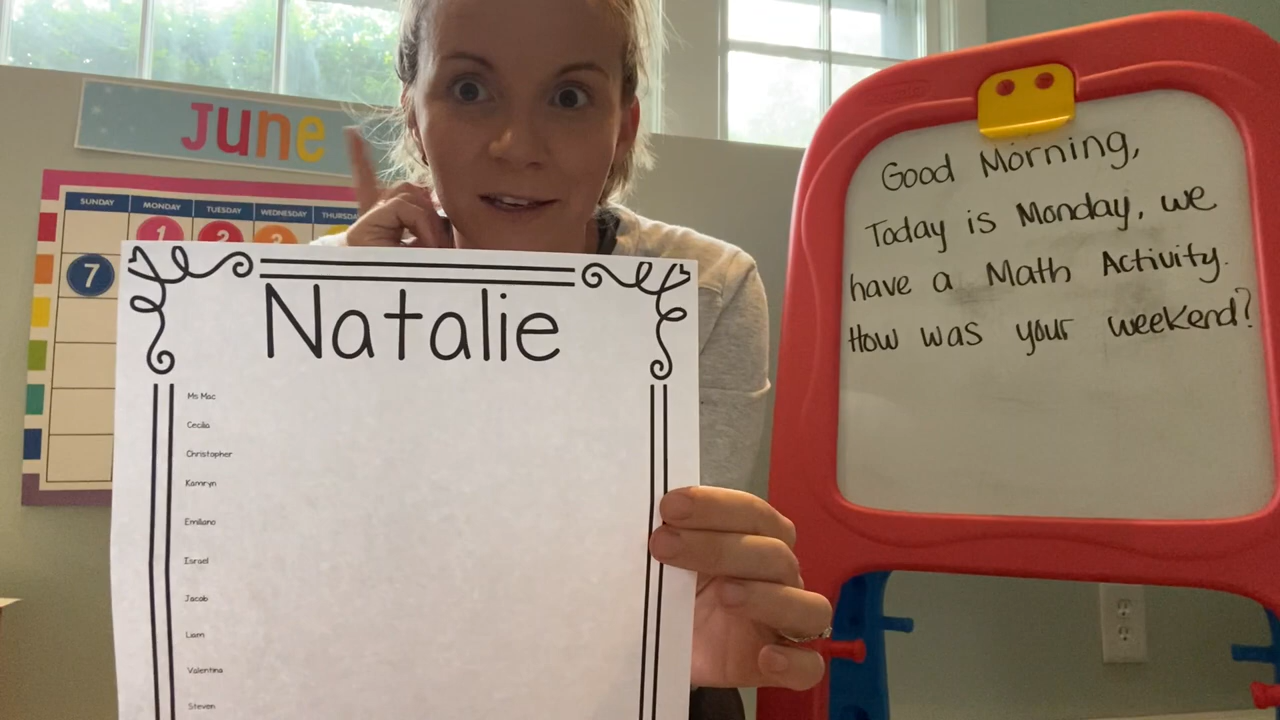 June
SUNDAY MONDAY TUESDAY WEDNESDAY THURSDAY
1 2 3
7
Natalie
Ms Mac
Cecilia
Christopher
Kamryn
Emiliano
Israel
Jacob
Liam
Valentina
Steven
Good Morning,
Today is Monday, we
have a Math Activity.
How was your weekend?